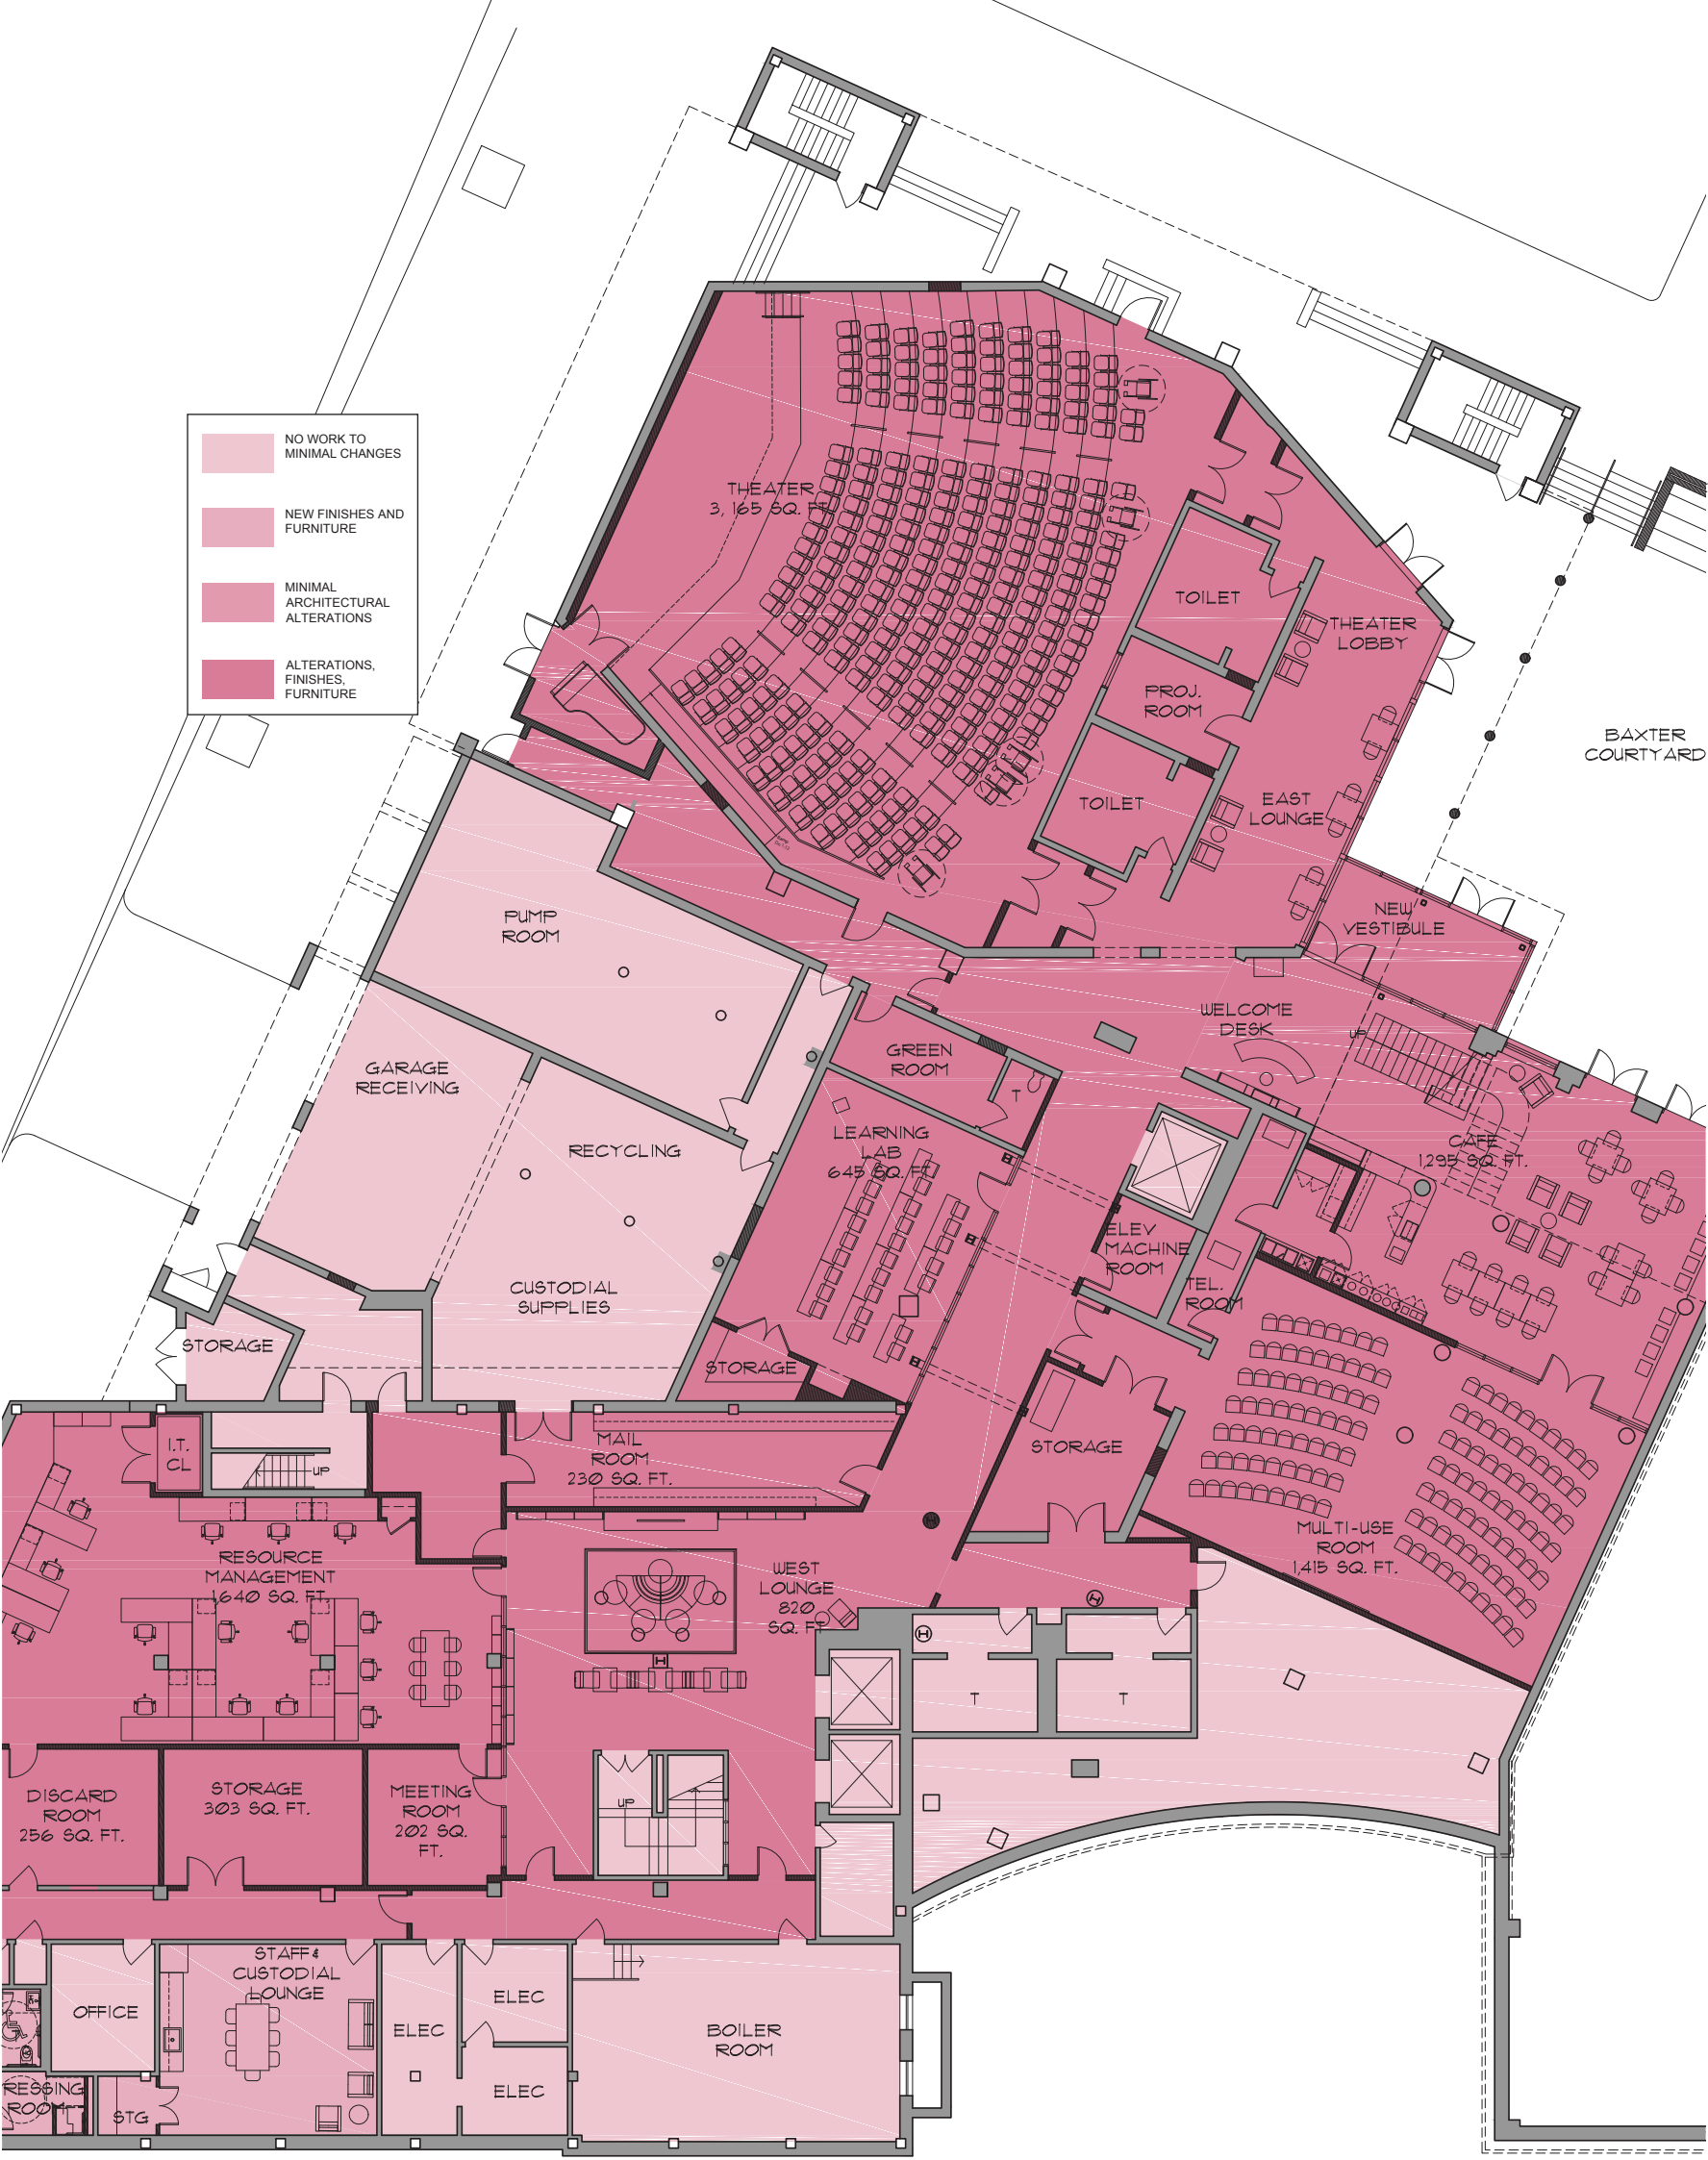 NO WORK TO
MINIMAL CHANGES
NEW FINISHES AND
FURNITURE
MINIMAL
ARCHITECTURAL
ALTERATIONS
ALTERATIONS,
FINISHES,
FURNITURE
THEATER
3, 165 SQ. FT.
TOILET
THEATER
LOBBY
PROJ.
ROOM
TOILET
EAST
LOUNGE
BAXTER
COURTYARD
NEW
VESTIBULE
PUMP
ROOM
WELCOME
DESK
UP
GREEN
ROOM
T
GARAGE
RECEIVING
RECYCLING
LEARNING
LAB
645 SQ. FT.
CAFE
1,295 SQ. FT.
ELEV
MACHINE
ROOM
TEL.
ROOM
CUSTODIAL
SUPPLIES
STORAGE
STORAGE
I.T.
CL
UP
MAIL
ROOM
230 SQ. FT.
STORAGE
MULTI-USE
ROOM
1,415 SQ. FT.
RESOURCE
MANAGEMENT
1,640 SQ. FT.
WEST
LOUNGE
820
SQ. FT
T
T
DISCARD
ROOM
256 SQ. FT.
STORAGE
303 SQ. FT.
MEETING
ROOM
202 SQ.
FT.
UP
STAFF &
CUSTODIAL
LOUNGE
OFFICE
ELEC
ELEC
ELEC
BOILER
ROOM
RESSING
ROOM
STG